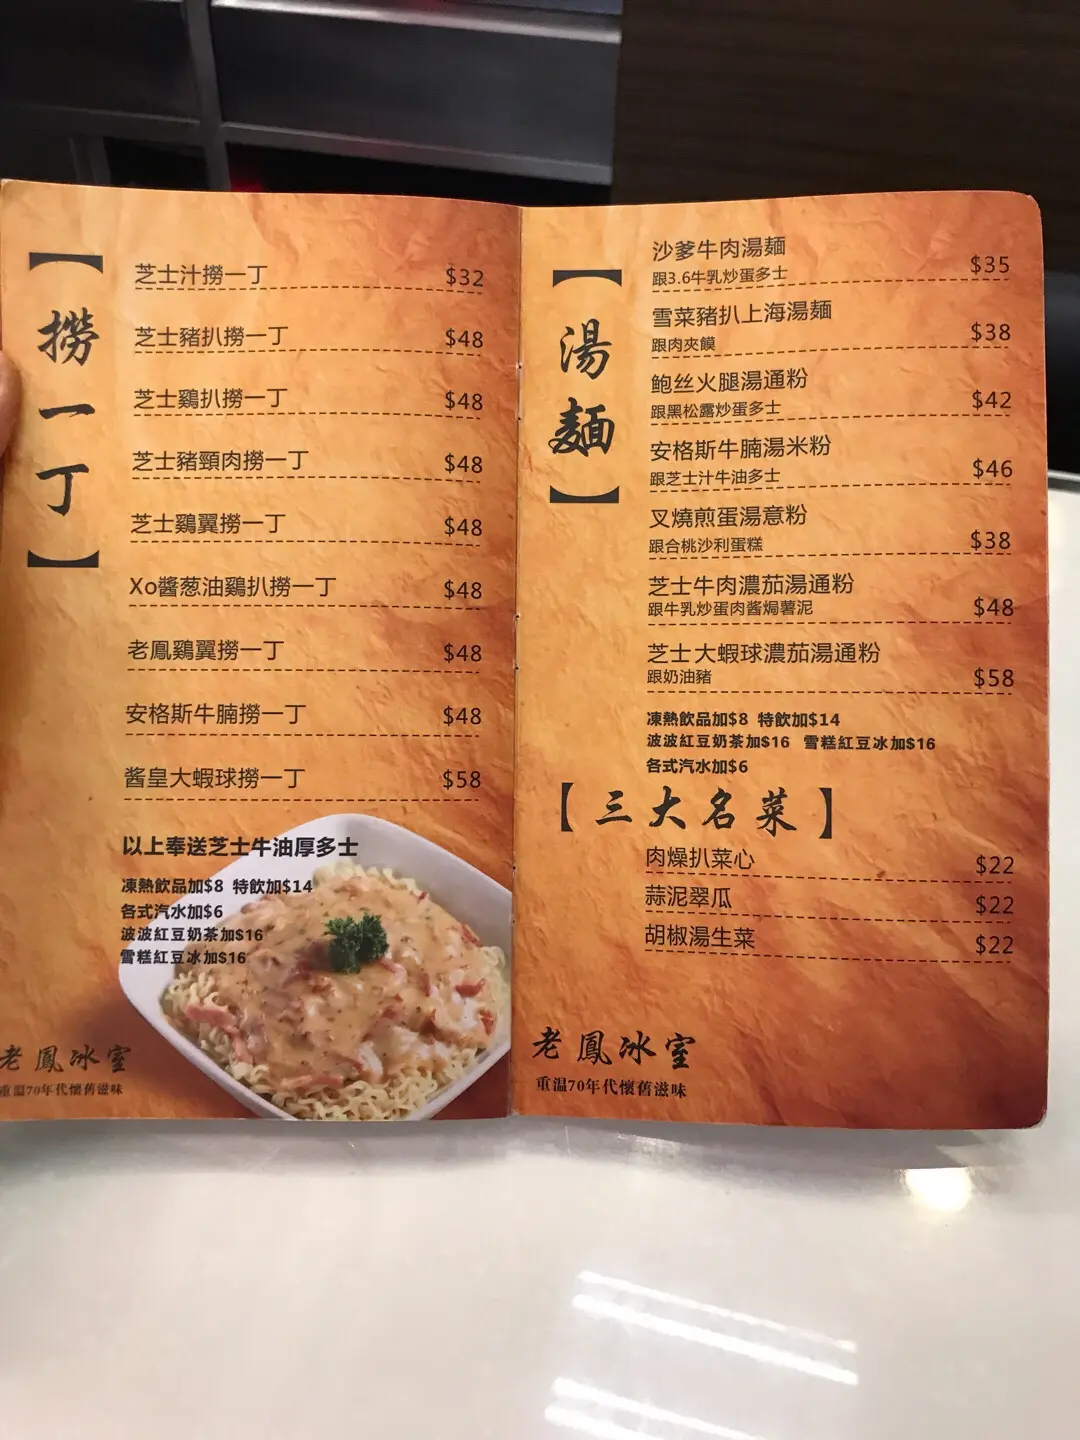 【撈一丁】
芝士汁撈一丁 $32
芝士豬扒撈一丁 $48
芝士鷄扒撈一丁 $48
芝士豬頸肉撈一丁 $48
芝士鷄翼撈一丁 $48
Xo醬葱油鷄扒撈一丁 $48
老鳳鷄翼撈一丁 $48
安格斯牛腩撈一丁 $48
酱皇大蝦球撈一丁 $58
以上奉送芝士牛油厚多士
凍熱飲品加$8 特飲加$14
各式汽水加$6
波波紅豆奶茶加$16
雪糕紅豆冰加$16
老鳳冰室
重温70年代懷舊滋味
【湯麵】
沙爹牛肉湯麵 $35
跟3.6牛乳炒蛋多士
雪菜豬扒上海湯麵 $38
跟肉夾饃
鮑丝火腿湯通粉 $42
跟黑松露炒蛋多士
安格斯牛腩湯米粉 $46
跟芝士汁牛油多士
叉燒煎蛋湯意粉 $38
跟合桃沙利蛋糕
芝士牛肉濃茄湯通粉 $48
跟牛乳炒蛋肉酱焗薯泥
芝士大蝦球濃茄湯通粉 $58
跟奶油豬
凍熱飲品加$8 特飲加$14
波波紅豆奶茶加$16 雪糕紅豆冰加$16
各式汽水加$6
【三大名菜】
肉燥扒菜心 $22
蒜泥翠瓜 $22
胡椒湯生菜 $22
老鳳冰室
重温70年代懷舊滋味